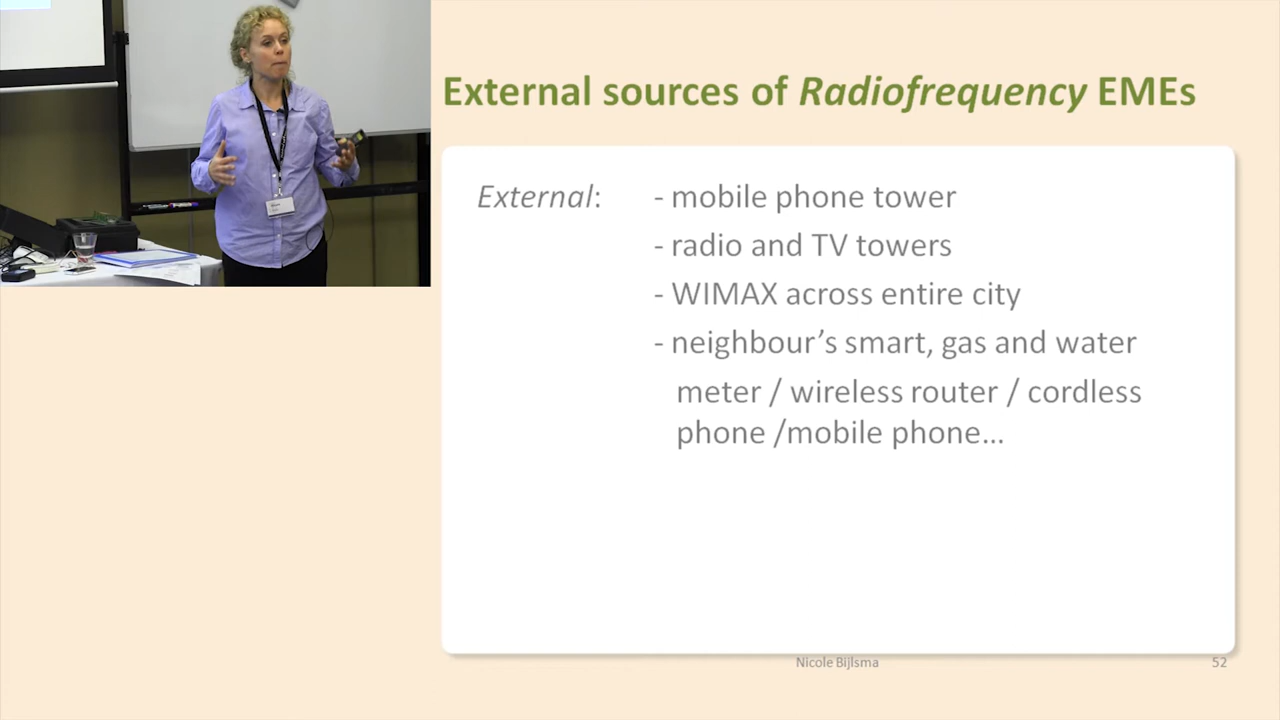 External sources of Radiofrequency EMEs
External: - mobile phone tower
- radio and TV towers
- WIMAX across entire city
- neighbour’s smart, gas and water
meter / wireless router / cordless
phone /mobile phone...
Nicole Bijlsma 52